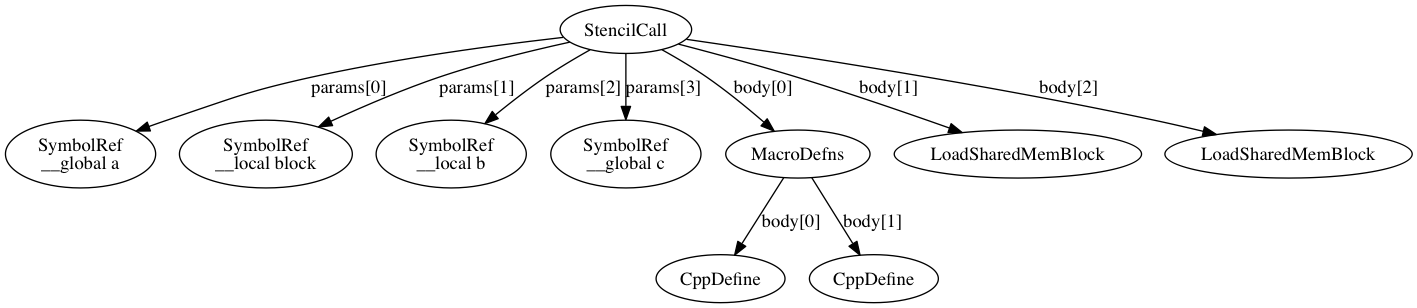 StencilCall
params[0]
params[1]
params[2]
params[3]
body[0]
body[1]
body[2]
SymbolRef
__global a
SymbolRef
__local block
SymbolRef
__local b
SymbolRef
__global c
MacroDefns
LoadSharedMemBlock
LoadSharedMemBlock
body[0]
body[1]
CppDefine
CppDefine